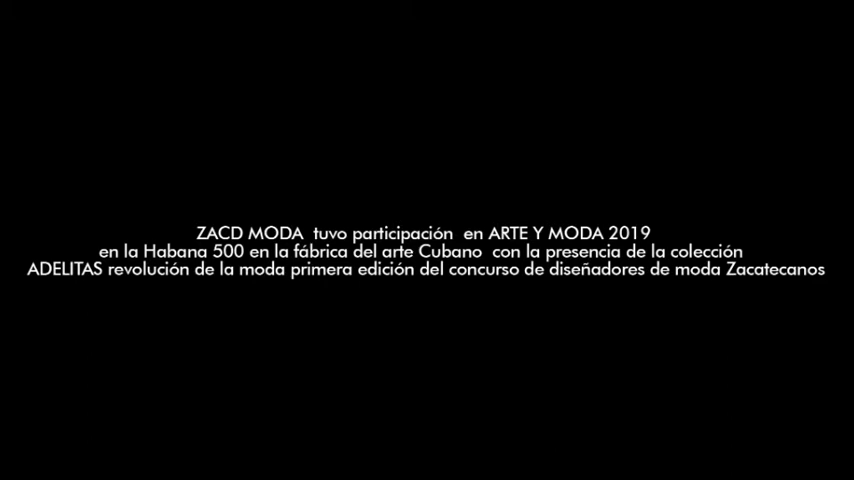 ZACD MODA  tuvo participación  en ARTE Y MODA 2019
en la Habana 500 en la fábrica del arte Cubano  con la presencia de la colección
ADELITAS revolución de la moda primera edición del concurso de diseñadores de moda Zacatecanos